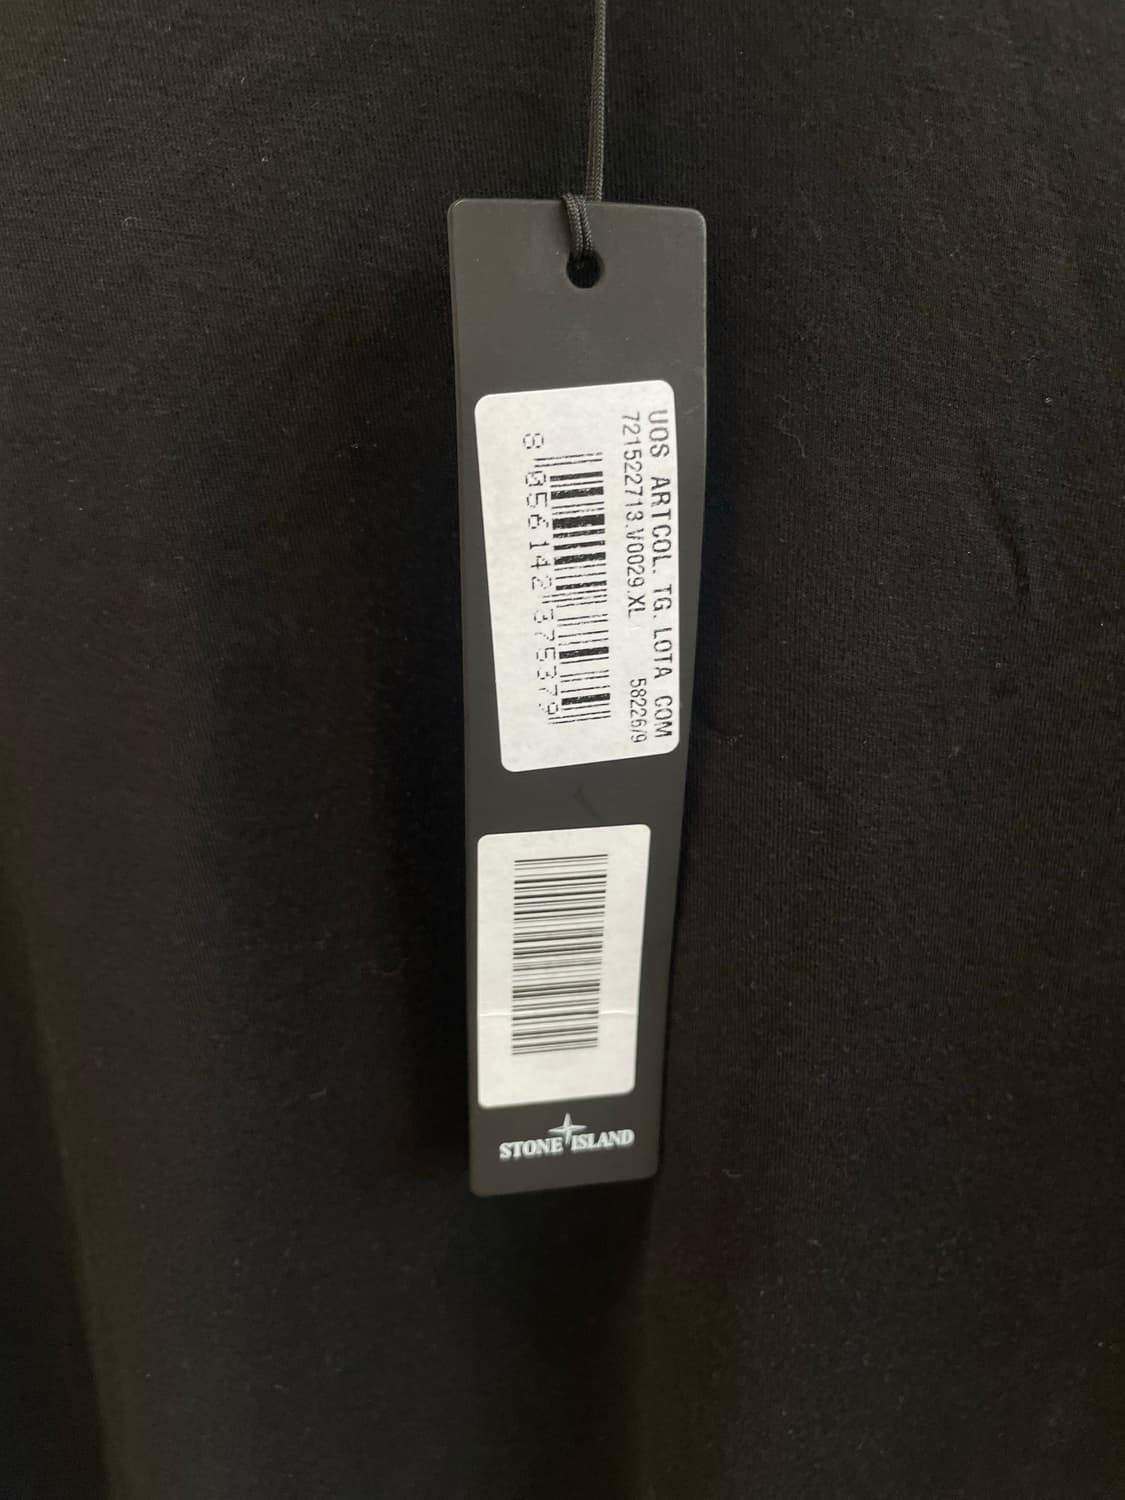 UOS ARTCOL. TG. LOTA COM
721522713.V0029.XL 58226/9
8 056142 375379
STONE ISLAND